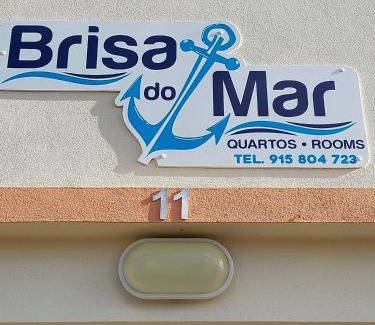 Brisa
do
Mar
QUARTOS • ROOMS
TEL. 915 804 723
11